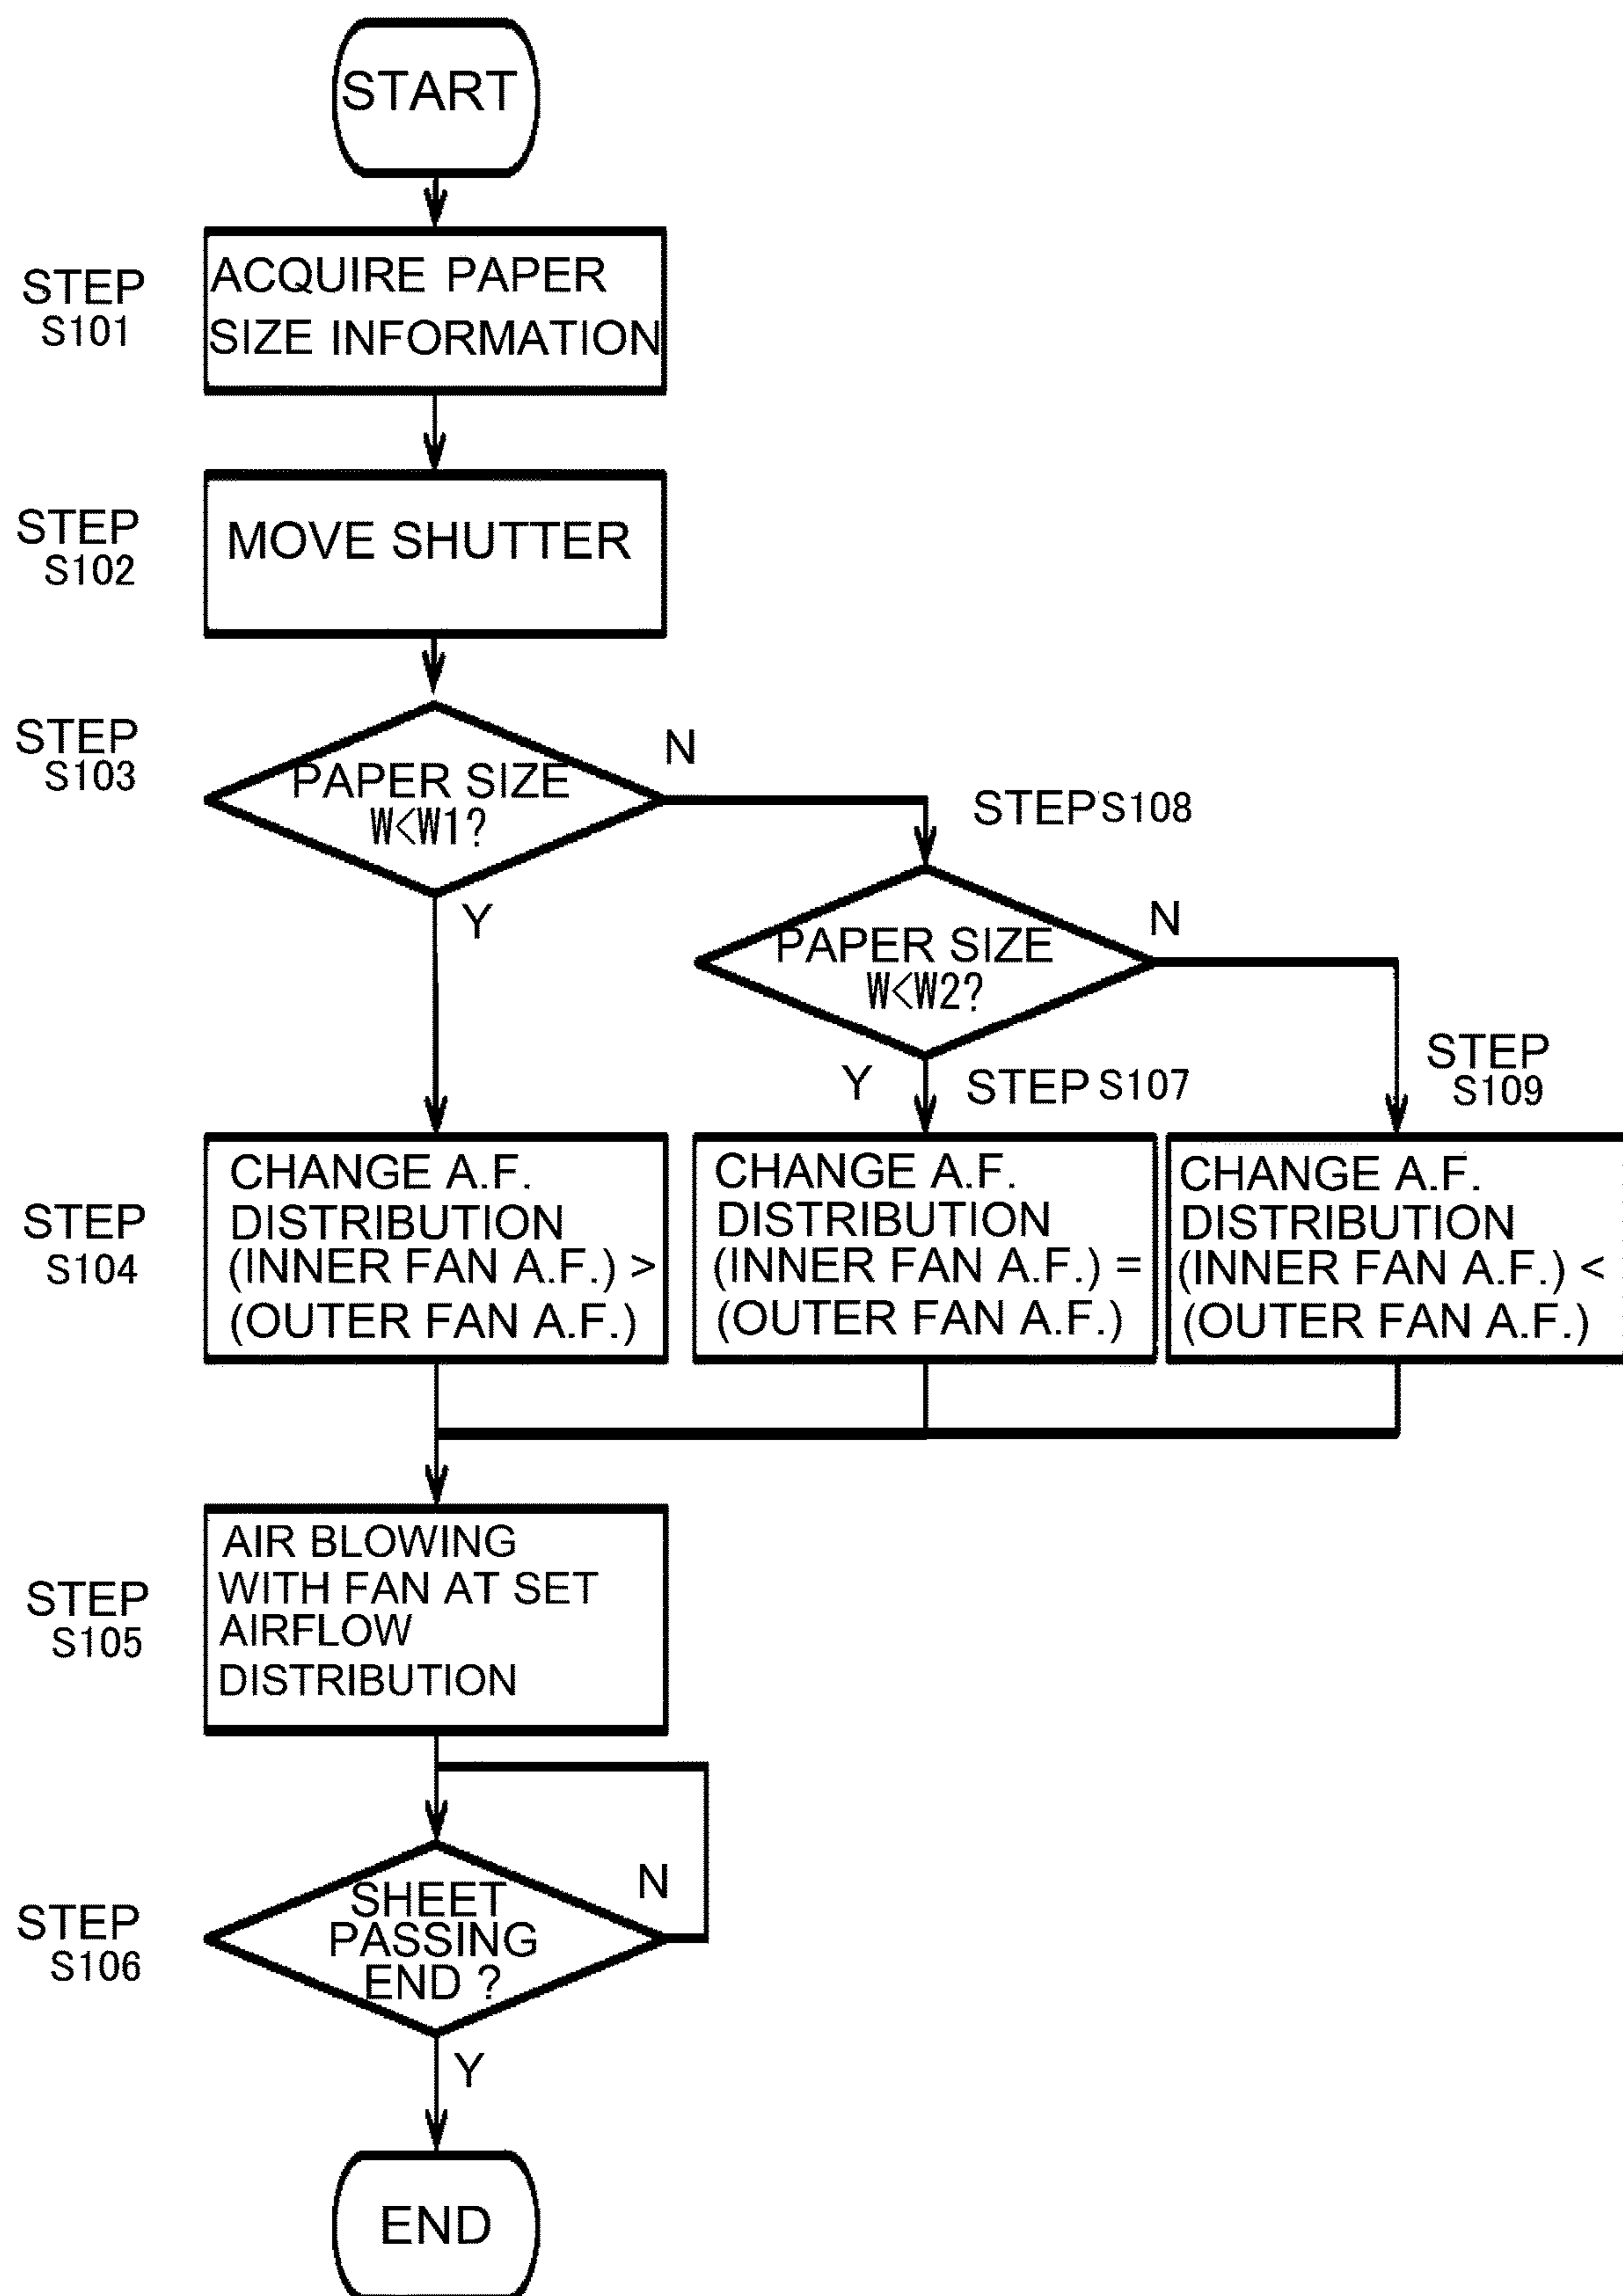 START
STEP
S101
ACQUIRE PAPER
SIZE INFORMATION
STEP
S102
MOVE SHUTTER
STEP
S103
PAPER SIZE
W<W1?
N
Y
STEP S108
PAPER SIZE
W<W2?
N
Y
STEP S107
STEP
S109
STEP
S104
CHANGE A.F.
DISTRIBUTION
(INNER FAN A.F.) >
(OUTER FAN A.F.)
CHANGE A.F.
DISTRIBUTION
(INNER FAN A.F.) =
(OUTER FAN A.F.)
CHANGE A.F.
DISTRIBUTION
(INNER FAN A.F.) <
(OUTER FAN A.F.)
STEP
S105
AIR BLOWING
WITH FAN AT SET
AIRFLOW
DISTRIBUTION
STEP
S106
SHEET
PASSING
END ?
N
Y
END